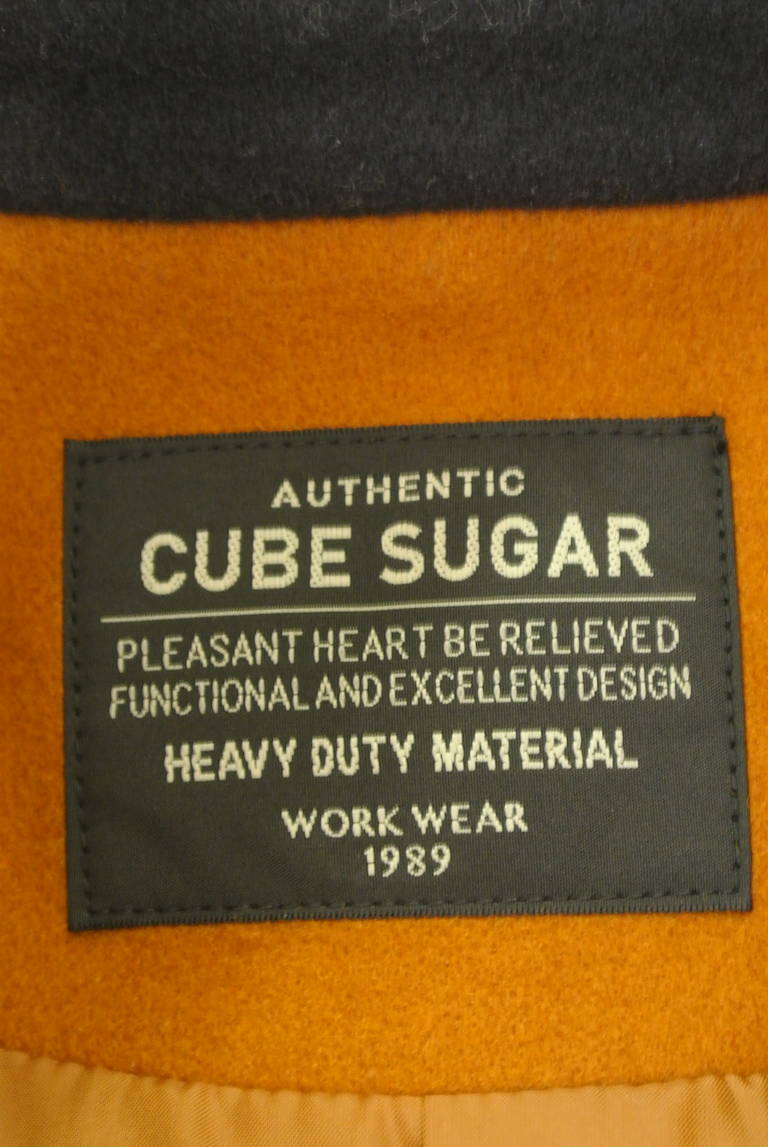 AUTHENTIC
CUBE SUGAR
PLEASANT HEART BE RELIEVED
FUNCTIONAL AND EXCELLENT DESIGN
HEAVY DUTY MATERIAL
WORK WEAR
1989